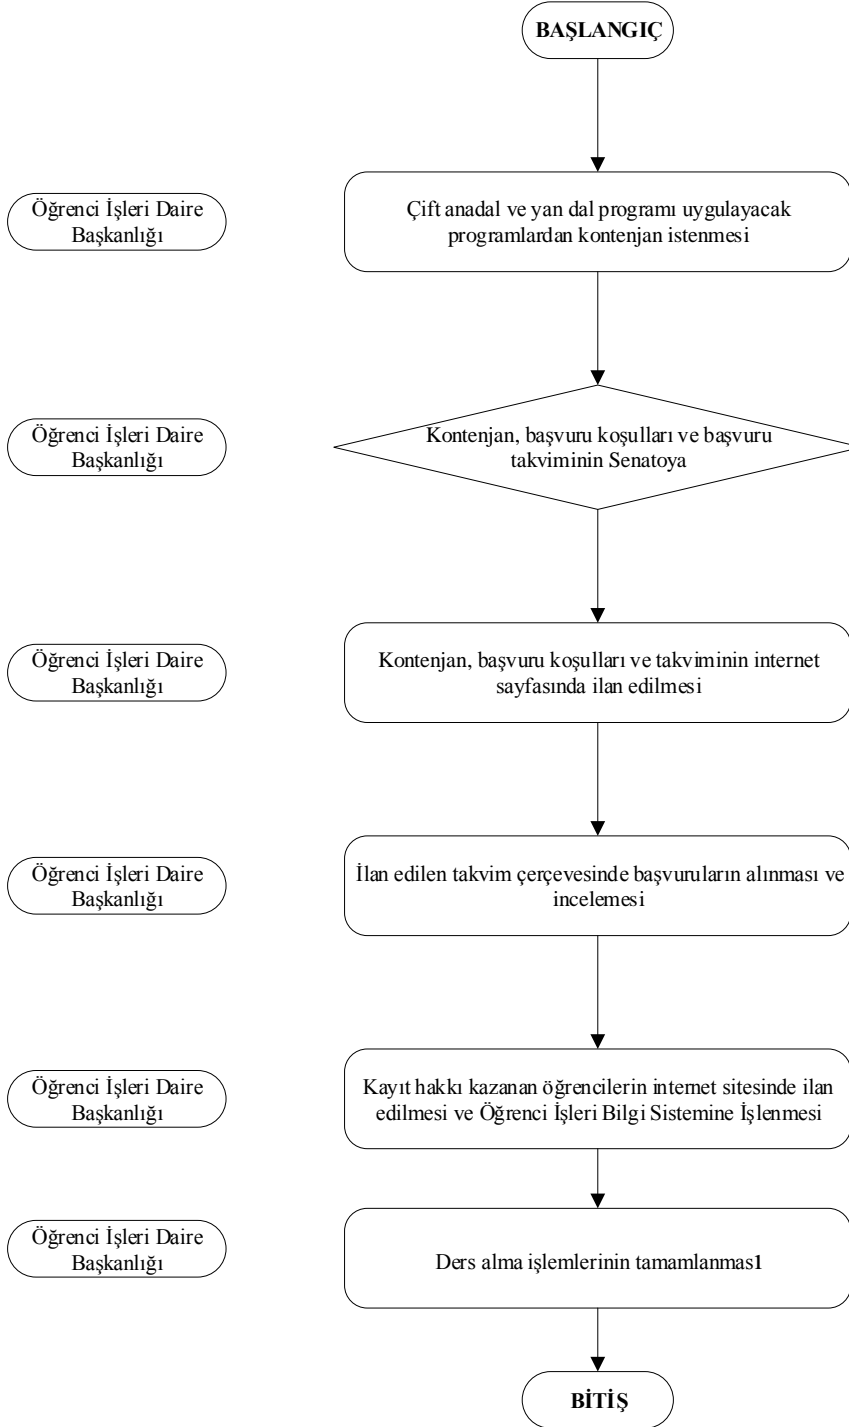 BAŞLANGIÇ
Öğrenci İşleri Daire
Başkanlığı
Çift anadal ve yan dal programı uygulayacak
programlardan kontenjan istenmesi
Öğrenci İşleri Daire
Başkanlığı
Kontenjan, başvuru koşulları ve başvuru
takviminin Senatoya
Öğrenci İşleri Daire
Başkanlığı
Kontenjan, başvuru koşulları ve takviminin internet
sayfasında ilan edilmesi
Öğrenci İşleri Daire
Başkanlığı
İlan edilen takvim çerçevesinde başvuruların alınması ve
incelemesi
Öğrenci İşleri Daire
Başkanlığı
Kayıt hakkı kazanan öğrencilerin internet sitesinde ilan
edilmesi ve Öğrenci İşleri Bilgi Sistemine İşlenmesi
Öğrenci İşleri Daire
Başkanlığı
Ders alma işlemlerinin tamamlanması
BİTİŞ